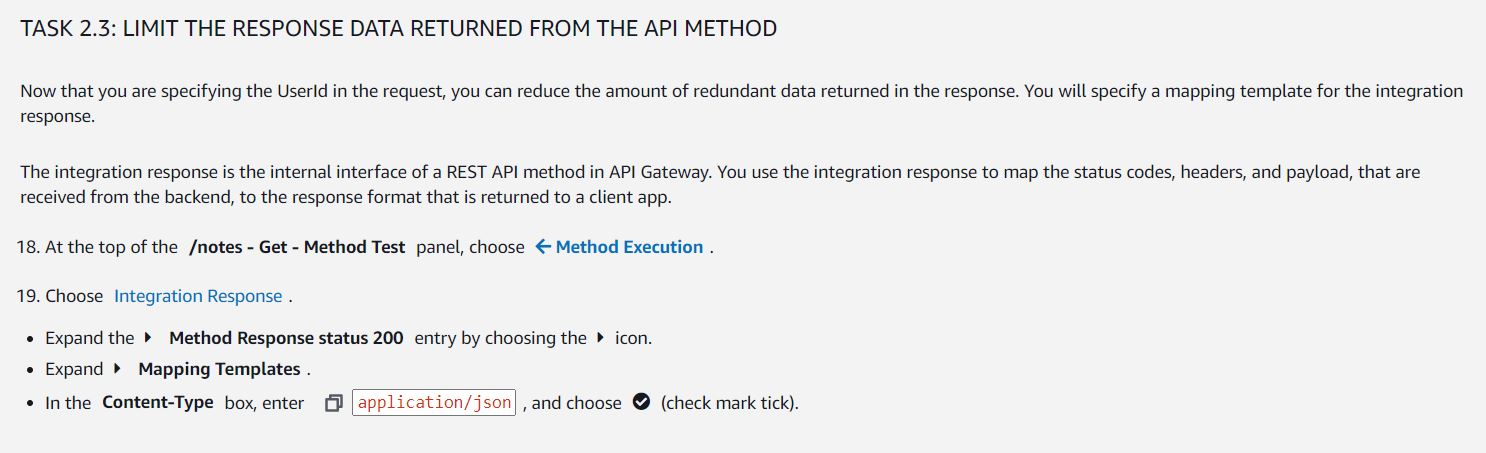 TASK 2.3: LIMIT THE RESPONSE DATA RETURNED FROM THE API METHOD
Now that you are specifying the UserId in the request, you can reduce the amount of redundant data returned in the response. You will specify a mapping template for the integration
response.
The integration response is the internal interface of a REST API method in API Gateway. You use the integration response to map the status codes, headers, and payload, that are
received from the backend, to the response format that is returned to a client app.
18. At the top of the /notes - Get - Method Test panel, choose ← Method Execution .
19. Choose Integration Response .
• Expand the ▸ Method Response status 200 entry by choosing the ▸ icon.
• Expand ▸ Mapping Templates .
• In the Content-Type box, enter application/json , and choose ✔ (check mark tick).